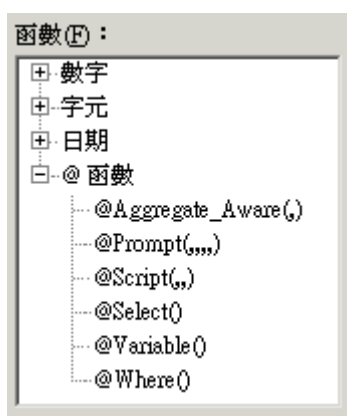 函數(F)：
數字
字元
日期
@ 函數
@Aggregate_Aware(,)
@Prompt(,,,,)
@Script(,,)
@Select()
@Variable()
@Where()